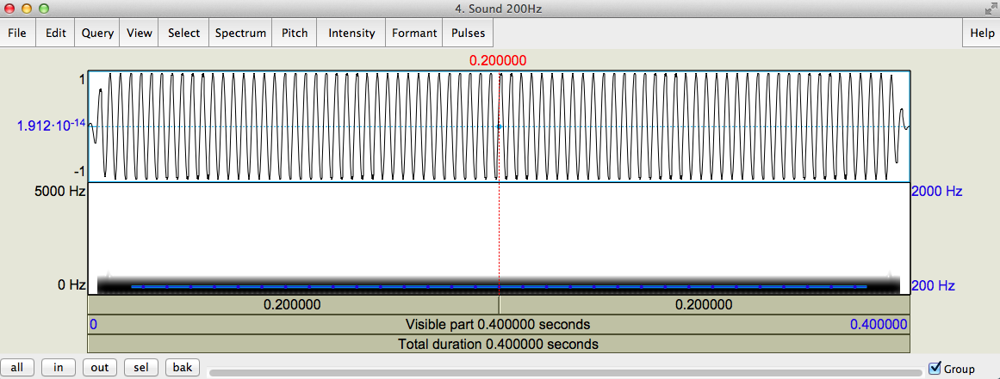 4. Sound 200Hz
File Edit Query View Select Spectrum Pitch Intensity Formant Pulses Help
0.200000
1
1.912·10⁻¹⁴
-1
5000 Hz 2000 Hz
0 Hz 200 Hz
0.200000 0.200000
0 Visible part 0.400000 seconds 0.400000
Total duration 0.400000 seconds
all in out sel bak Group